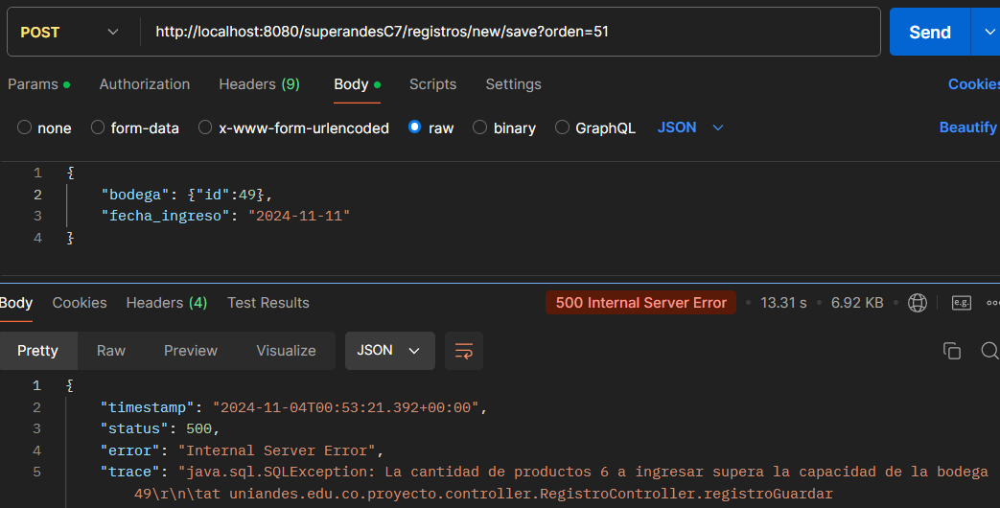 POST http://localhost:8080/superandesC7/registros/new/save?orden=51 Send
Params Authorization Headers (9) Body Scripts Settings Cookies
none form-data x-www-form-urlencoded raw binary GraphQL JSON Beautify
1 {
2 "bodega": {"id":49},
3 "fecha_ingreso": "2024-11-11"
4 }
Body Cookies Headers (4) Test Results 500 Internal Server Error 13.31 s 6.92 KB e.g.
Pretty Raw Preview Visualize JSON
1 {
2 "timestamp": "2024-11-04T00:53:21.392+00:00",
3 "status": 500,
4 "error": "Internal Server Error",
5 "trace": "java.sql.SQLException: La cantidad de productos 6 a ingresar supera la capacidad de la bodega
49\r\n\tat uniandes.edu.co.proyecto.controller.RegistroController.registroGuardar